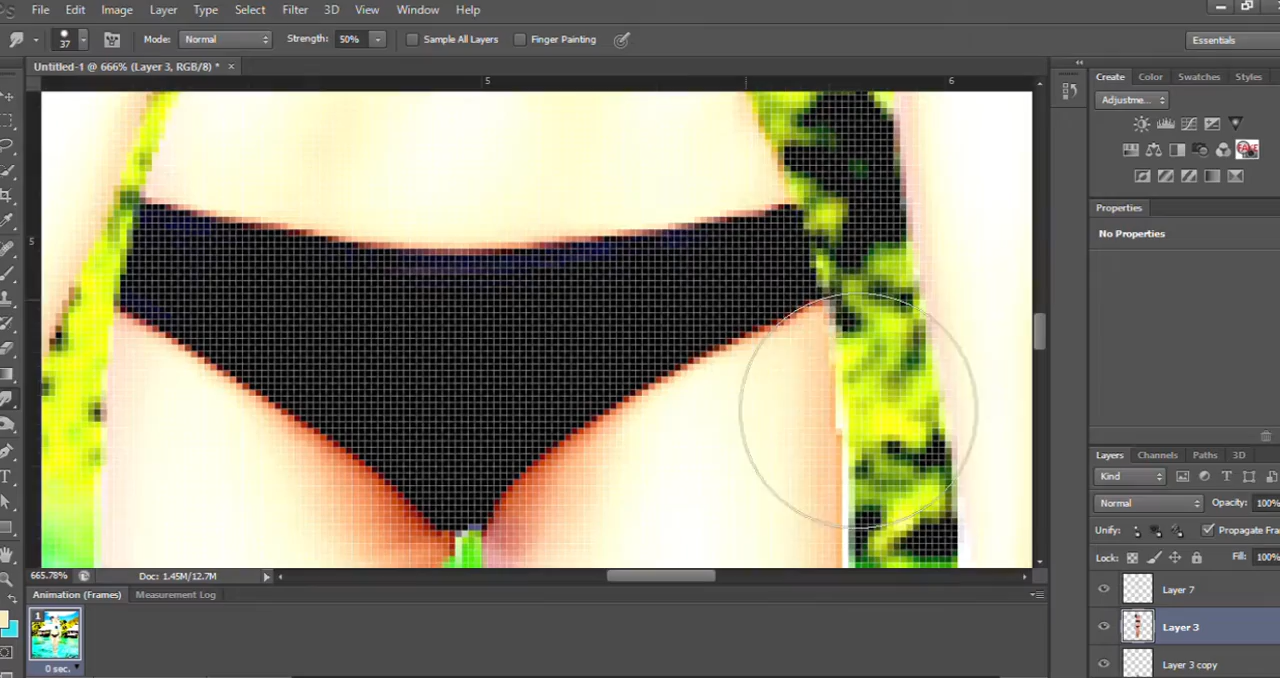 File Edit Image Layer Type Select Filter 3D View Window Help
37 Mode: Normal Strength: 50% Sample All Layers Finger Painting Essentials
Untitled-1 @ 666% (Layer 3, RGB/8) * ×
5 6
5
Create Color Swatches Styles
Adjustme...
Properties
No Properties
Layers Channels Paths 3D
Kind
Normal Opacity: 100%
Unify: Propagate Fra
Lock: Fill: 100%
Layer 7
Layer 3
Layer 3 copy
665.78% Doc: 1.45M/12.7M
Animation (Frames) Measurement Log
1
0 sec.